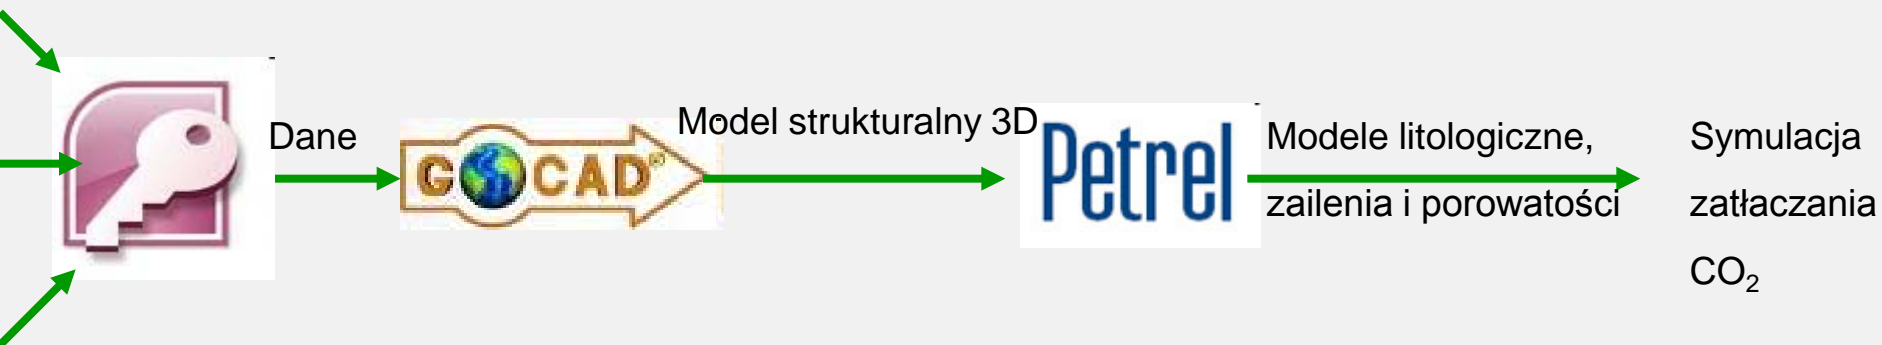 Dane
GOCAD®
Model strukturalny 3D
Petrel
Modele litologiczne,
zailenia i porowatości
Symulacja
zatłaczania
CO₂